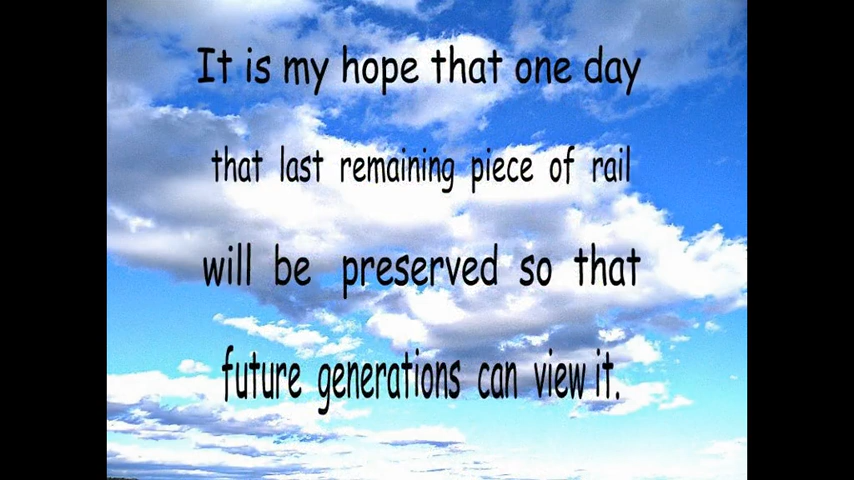 It is my hope that one day
that last remaining piece of rail
will be preserved so that
future generations can view it.